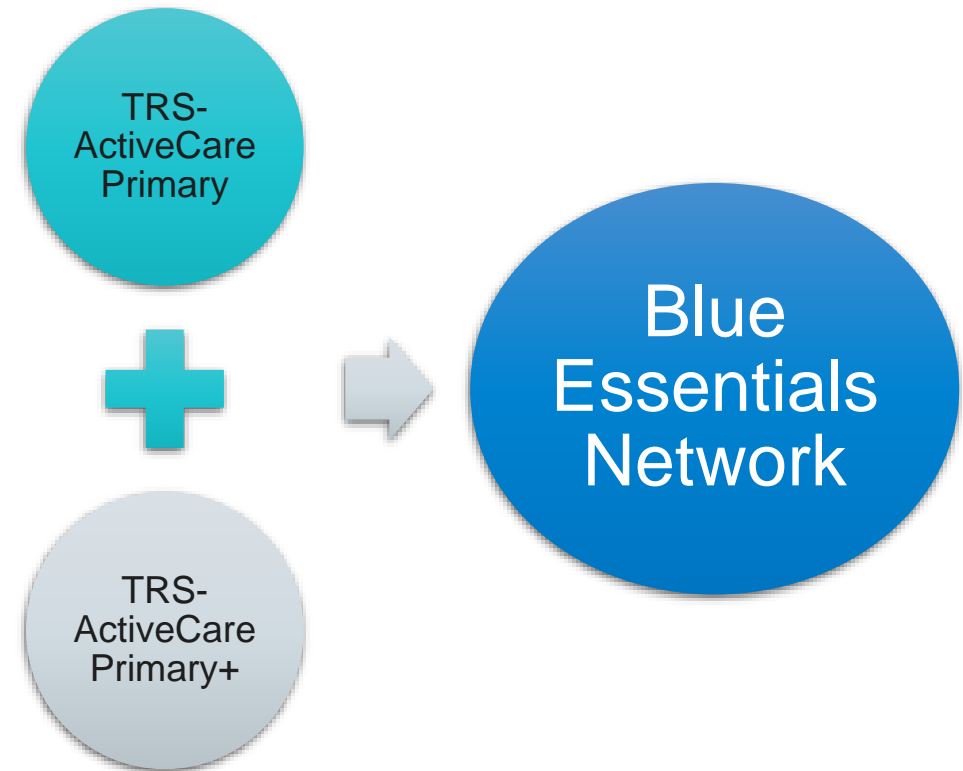 TRS-
ActiveCare
Primary
TRS-
ActiveCare
Primary+
Blue
Essentials
Network